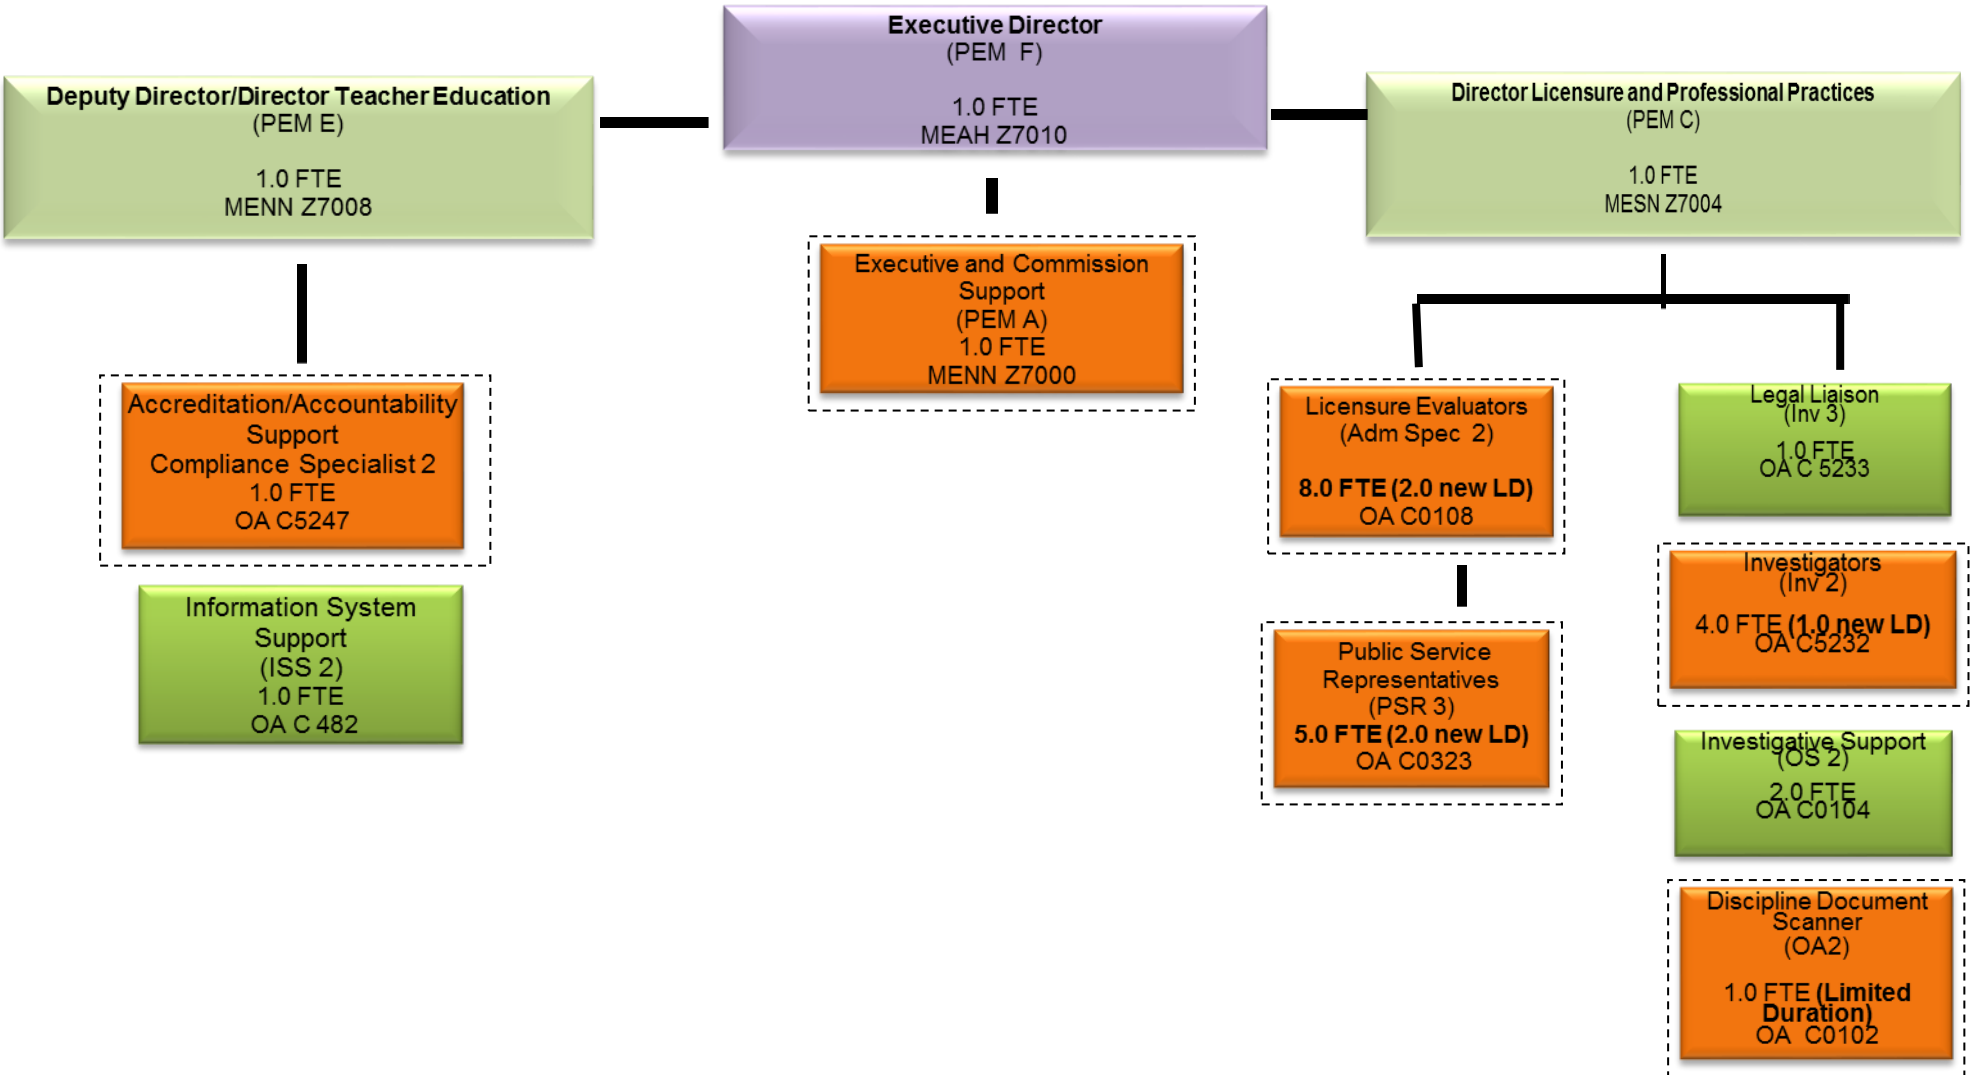 Executive Director
(PEM F)
1.0 FTE
MEAH Z7010
Deputy Director/Director Teacher Education
(PEM E)
1.0 FTE
MENN Z7008
Director Licensure and Professional Practices
(PEM C)
1.0 FTE
MESN Z7004
Executive and Commission
Support
(PEM A)
1.0 FTE
MENN Z7000
Accreditation/Accountability
Support
Compliance Specialist 2
1.0 FTE
OA C5247
Information System
Support
(ISS 2)
1.0 FTE
OA C 482
Licensure Evaluators
(Adm Spec 2)
8.0 FTE (2.0 new LD)
OA C0108
Public Service
Representatives
(PSR 3)
5.0 FTE (2.0 new LD)
OA C0323
Legal Liaison
(Inv 3)
1.0 FTE
OA C 5233
Investigators
(Inv 2)
4.0 FTE (1.0 new LD)
OA C5232
Investigative Support
(OS 2)
2.0 FTE
OA C0104
Discipline Document
Scanner
(OA2)
1.0 FTE (Limited
Duration)
OA C0102